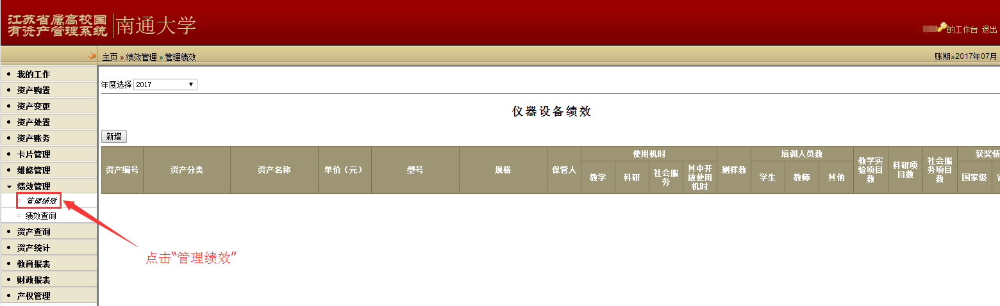 江苏省属高校国
有资产管理系统
南通大学
的工作台 退出
主页 » 绩效管理 » 管理绩效
账期»2017年07月
我的工作
资产购置
资产变更
资产处置
资产账务
卡片管理
维修管理
绩效管理
管理绩效
绩效查询
资产查询
资产统计
教育报表
财政报表
产权管理
年度选择 2017
仪器设备绩效
新增
资产编号
资产分类
资产名称
单价（元）
型号
规格
保管人
使用机时
教学
科研
社会服
务
其中开
放使用
机时
测样数
培训人员数
学生
教师
其他
教学实
验项目
数
科研项
目数
社会服
务项目
数
获奖情
国家级
点击“管理绩效”